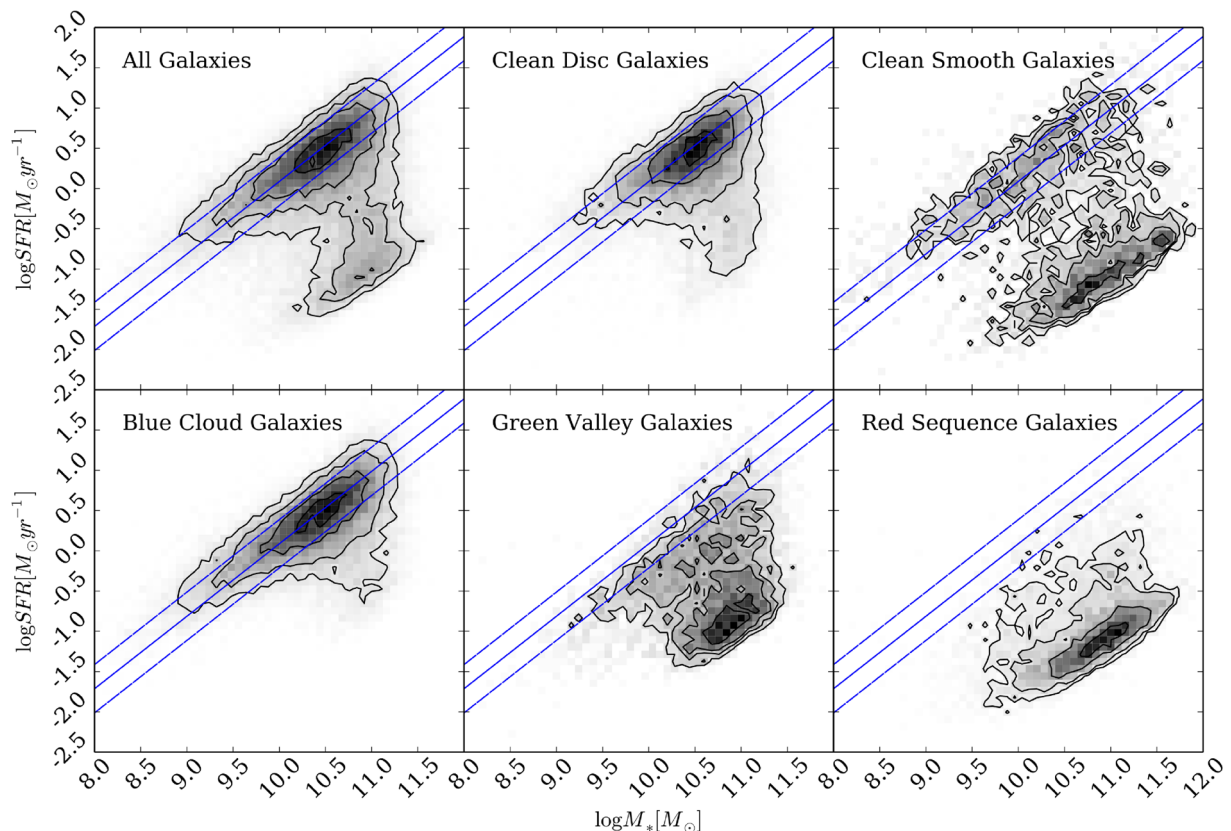 2.0
1.5
1.0
0.5
0.0
-0.5
-1.0
-1.5
-2.0
-2.5
logSFR[M⊙yr⁻¹]
All Galaxies
Clean Disc Galaxies
Clean Smooth Galaxies
1.5
1.0
0.5
0.0
-0.5
-1.0
-1.5
2.0
-2.5
logSFR[M⊙yr⁻¹]
Blue Cloud Galaxies
Green Valley Galaxies
Red Sequence Galaxies
8.0 8.5 9.0 9.5 10.0 10.5 11.0 11.5 8.0 8.5 9.0 9.5 10.0 10.5 11.0 11.5 8.0 8.5 9.0 9.5 10.0 10.5 11.0 11.5 12.0
logM*[M⊙]